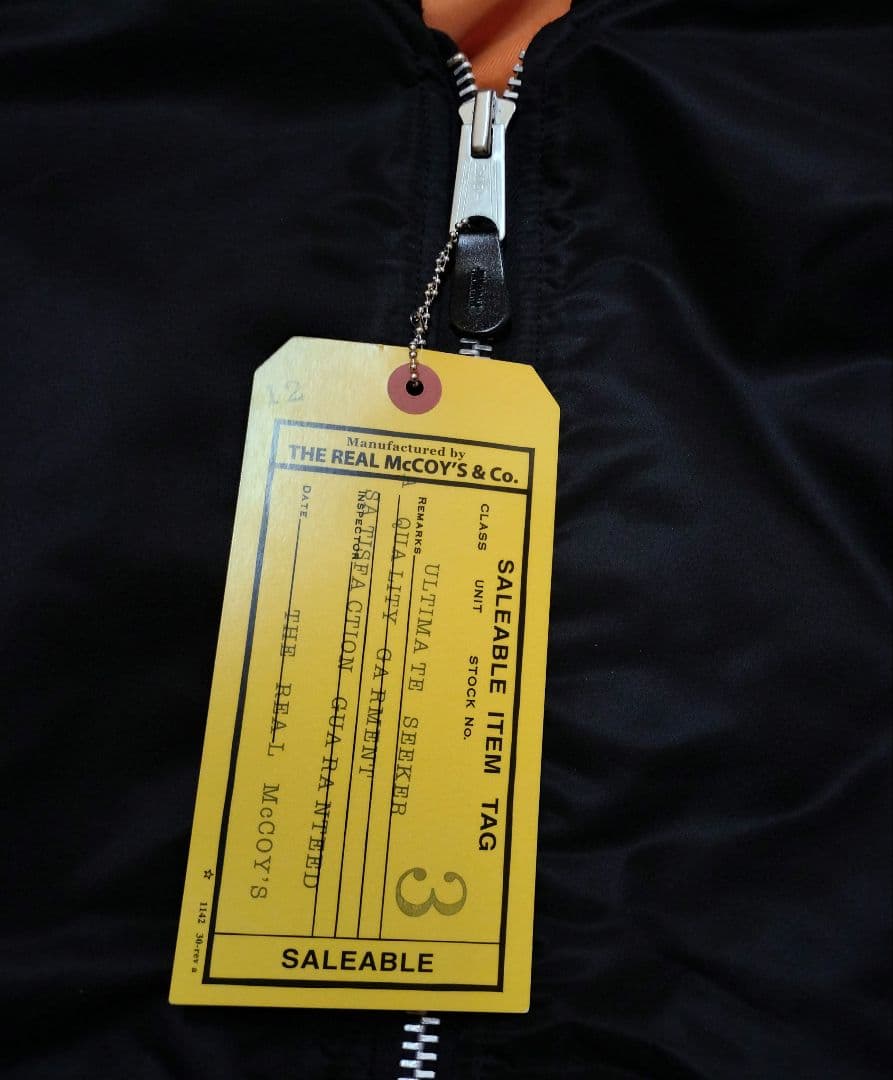 12
Manufactured by
THE REAL McCOY'S & Co.
SALEABLE ITEM TAG
CLASS UNIT STOCK No.
REMARKS ULTIMATE SEEKER
A QUALITY GARMENT
SATISFACTION GUARANTEED
INSPECTOR
THE REAL McCOY'S
DATE
3
SALEABLE
☆ 1142 30-rev a